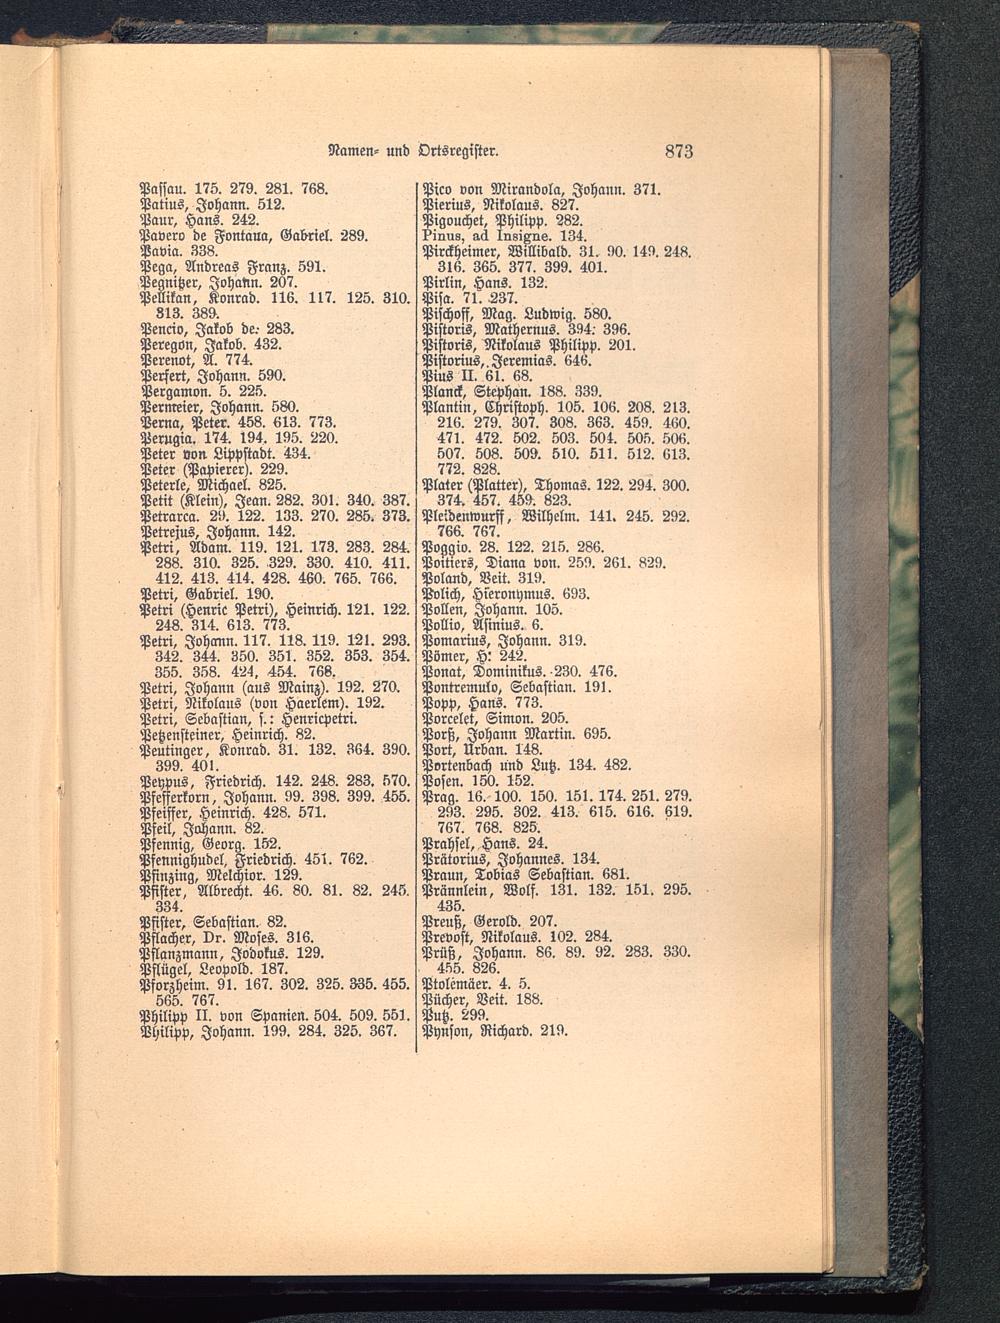 Namen- und Ortsregister. 873
Passau. 175. 279. 281. 768.
Patius, Johann. 512.
Paur, Hans. 242.
Pavero de Fontana, Gabriel. 289.
Pavia. 338.
Pega, Andreas Franz. 591.
Pegnitzer, Johann. 207.
Pellikan, Konrad. 116. 117. 125. 310.
313. 389.
Pencio, Jakob de. 283.
Peregon, Jakob. 432.
Perenot, A. 774.
Perfert, Johann. 590.
Pergamon. 5. 225.
Permeier, Johann. 580.
Perna, Peter. 458. 613. 773.
Perugia. 174. 194. 195. 220.
Peter von Lippstadt. 434.
Peter (Papierer). 229.
Peterle, Michael. 825.
Petit (Klein), Jean. 282. 301. 340. 387.
Petrarca. 29. 122. 133. 270. 285. 373.
Petrejus, Johann. 142.
Petri, Adam. 119. 121. 173. 283. 284.
288. 310. 325. 329. 330. 410. 411.
412. 413. 414. 428. 460. 765. 766.
Petri, Gabriel. 190.
Petri (Henric Petri), Heinrich. 121. 122.
248. 314. 613. 773.
Petri, Johann. 117. 118. 119. 121. 293.
342. 344. 350. 351. 352. 353. 354.
355. 358. 424. 454. 768.
Petri, Johann (aus Mainz). 192. 270.
Petri, Nikolaus (von Haerlem). 192.
Petri, Sebastian, s.: Henricpetri.
Petzensteiner, Heinrich. 82.
Peutinger, Konrad. 31. 132. 364. 390.
399. 401.
Peypus, Friedrich. 142. 248. 283. 570.
Pfefferkorn, Johann. 99. 398. 399. 455.
Pfeiffer, Heinrich. 428. 571.
Pfeil, Johann. 82.
Pfennig, Georg. 152.
Pfennighudel, Friedrich. 451. 762.
Pfinzing, Melchior. 129.
Pfister, Albrecht. 46. 80. 81. 82. 245.
334.
Pfister, Sebastian. 82.
Pflacher, Dr. Moses. 316.
Pflanzmann, Jodokus. 129.
Pflügel, Leopold. 187.
Pforzheim. 91. 167. 302. 325. 335. 455.
565. 767.
Philipp II. von Spanien. 504. 509. 551.
Philipp, Johann. 199. 284. 325. 367.
Pico von Mirandola, Johann. 371.
Pierius, Nikolaus. 827.
Pigouchet, Philipp. 282.
Pinus, ad Insigne. 134.
Pirckheimer, Willibald. 31. 90. 149. 248.
316. 365. 377. 399. 401.
Pirlin, Hans. 132.
Pisa. 71. 237.
Pischoff, Mag. Ludwig. 580.
Pistoris, Mathernus. 394. 396.
Pistoris, Nikolaus Philipp. 201.
Pistorius, Jeremias. 646.
Pius II. 61. 68.
Planck, Stephan. 188. 339.
Plantin, Christoph. 105. 106. 208. 213.
216. 279. 307. 308. 363. 459. 460.
471. 472. 502. 503. 504. 505. 506.
507. 508. 509. 510. 511. 512. 613.
772. 828.
Plater (Platter), Thomas. 122. 294. 300.
374. 457. 459. 823.
Pleidenwurff, Wilhelm. 141. 245. 292.
766. 767.
Poggio. 28. 122. 215. 286.
Poitiers, Diana von. 259. 261. 829.
Poland, Veit. 319.
Polich, Hieronymus. 693.
Pollen, Johann. 105.
Pollio, Asinius. 6.
Pomarius, Johann. 319.
Pömer, H. 242.
Ponat, Dominikus. 230. 476.
Pontremulo, Sebastian. 191.
Popp, Hans. 773.
Porcelet, Simon. 205.
Porß, Johann Martin. 695.
Port, Urban. 148.
Portenbach und Lutz. 134. 482.
Posen. 150. 152.
Prag. 16. 100. 150. 151. 174. 251. 279.
293. 295. 302. 413. 615. 616. 619.
767. 768. 825.
Prahsel, Hans. 24.
Prätorius, Johannes. 134.
Praun, Tobias Sebastian. 681.
Prännlein, Wolf. 131. 132. 151. 295.
435.
Preuß, Gerold. 207.
Prevost, Nikolaus. 102. 284.
Prüß, Johann. 86. 89. 92. 283. 330.
455. 826.
Ptolemäer. 4. 5.
Pücher, Veit. 188.
Putz. 299.
Pynson, Richard. 219.